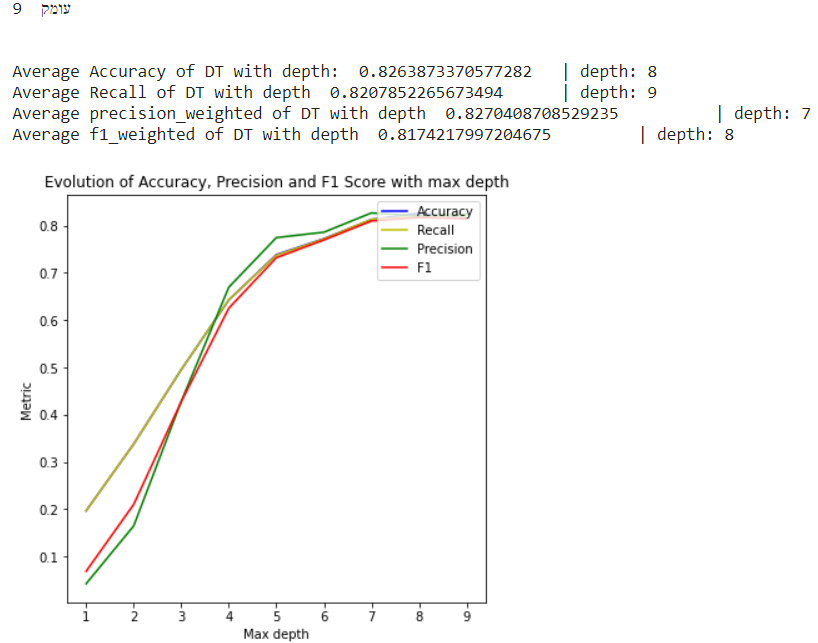 9 עומק
Average Accuracy of DT with depth: 0.8263873370577282 | depth: 8
Average Recall of DT with depth 0.8207852265673494 | depth: 9
Average precision_weighted of DT with depth 0.8270408708529235 | depth: 7
Average f1_weighted of DT with depth 0.8174217997204675 | depth: 8
Evolution of Accuracy, Precision and F1 Score with max depth
Accuracy
Recall
Precision
F1
Metric
0.8
0.7
0.6
0.5
0.4
0.3
0.2
0.1
1 2 3 4 5 6 7 8 9
Max depth